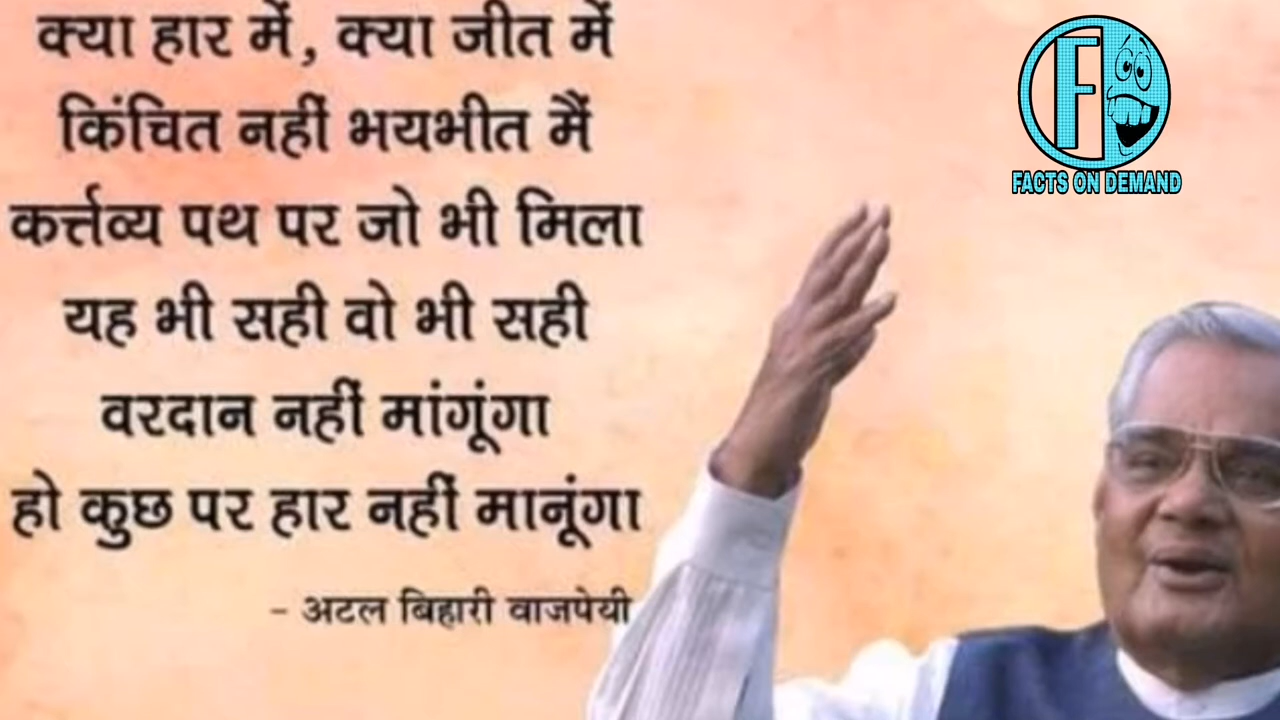 क्या हार में, क्या जीत में
किंचित नहीं भयभीत मैं
कर्त्तव्य पथ पर जो भी मिला
यह भी सही वो भी सही
वरदान नहीं मांगूंगा
हो कुछ पर हार नहीं मानूंगा
- अटल बिहारी वाजपेयी
F
FACTS ON DEMAND